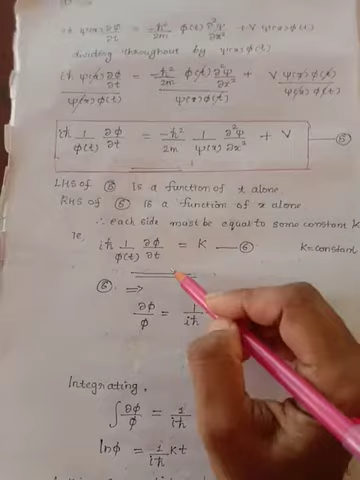 iħ ψ(x) ∂ϕ/∂t = -ħ²/2m ϕ(t) ∂²ψ/∂x² + V ψ(x) ϕ(t)
dividing throughout by ψ(x) ϕ(t)
iħ ψ(x) ∂ϕ/∂t / ψ(x) ϕ(t) = -ħ²/2m ϕ(t) ∂²ψ/∂x² / ψ(x) ϕ(t) + V ψ(x) ϕ(t) / ψ(x) ϕ(t)
iħ 1/ϕ(t) ∂ϕ/∂t = -ħ²/2m 1/ψ(x) ∂²ψ/∂x² + V —⑤
LHS of ⑤ is a function of t alone
RHS of ⑤ is a function of x alone
∴ each side must be equal to some constant K
Ie, iħ 1/ϕ(t) ∂ϕ/∂t = K —⑥ K=constant
⑥ ⇒
∂ϕ/ϕ = 1/iħ
Integrating,
∫ ∂ϕ/ϕ = 1/iħ
lnϕ = 1/iħ Kt